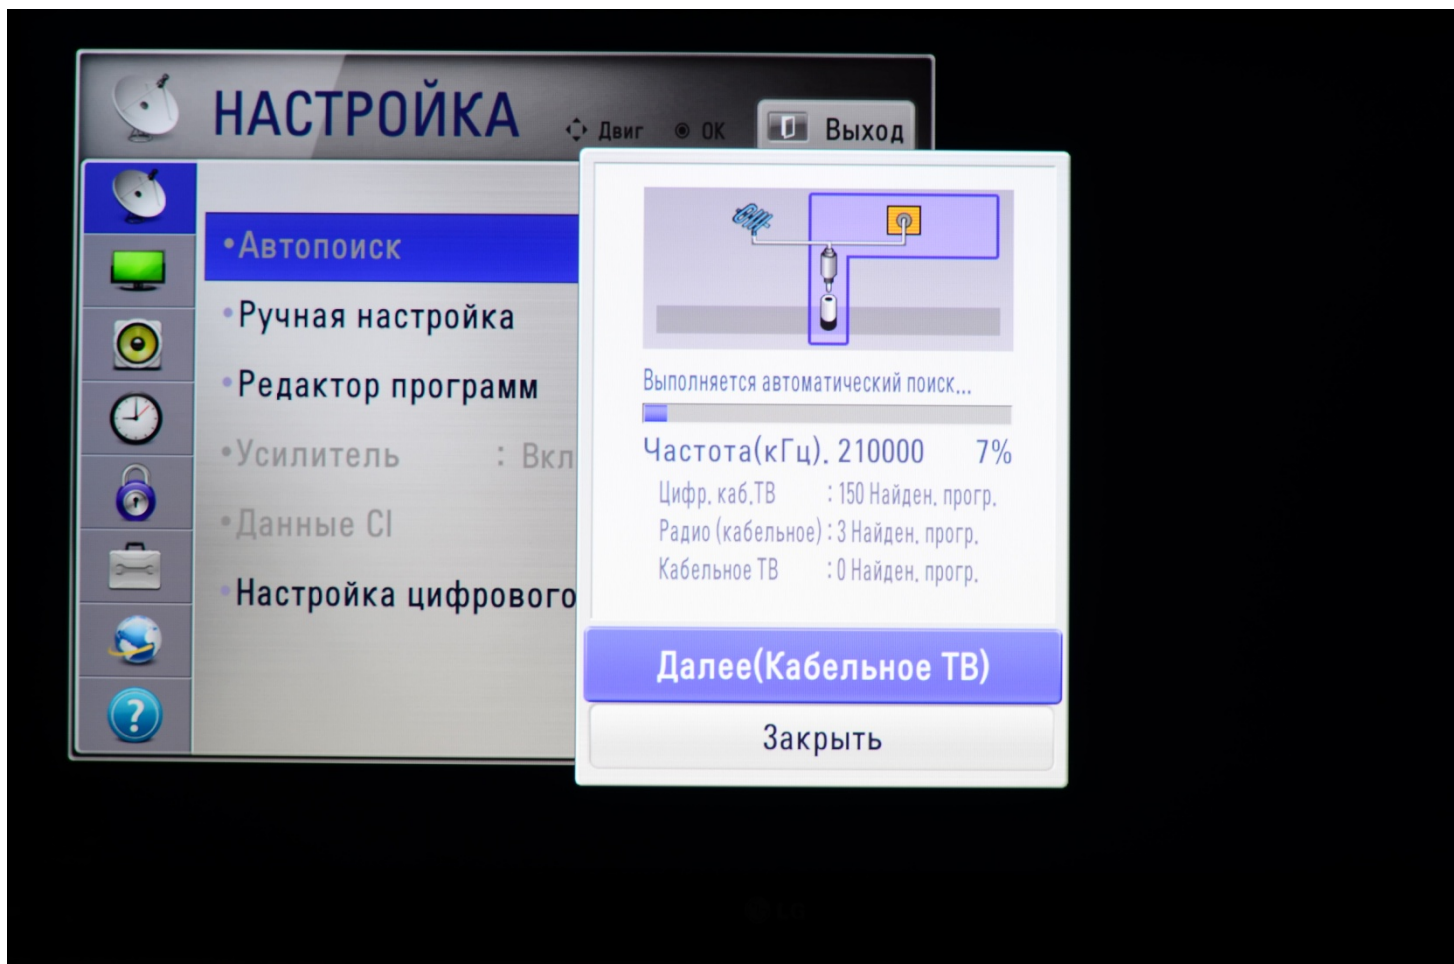 НАСТРОЙКА
Двиг
ОК
Выход
•Автопоиск
•Ручная настройка
•Редактор программ
•Усилитель : Вкл
•Данные CI
•Настройка цифрового
Выполняется автоматический поиск...
Частота(кГц). 210000 7%
Цифр. каб.ТВ : 150 Найден. прогр.
Радио (кабельное) : 3 Найден. прогр.
Кабельное ТВ : 0 Найден. прогр.
Далее(Кабельное ТВ)
Закрыть
?
LG